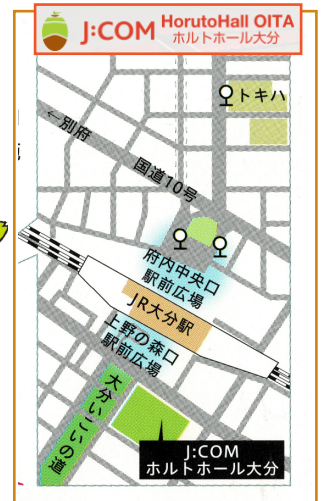 J:COM HorutoHall OITA
ホルトホール大分
トキハ
←別府
国道10号
府内中央口
駅前広場
JR大分駅
上野の森口
駅前広場
大分いこいの道
J:COM
ホルトホール大分